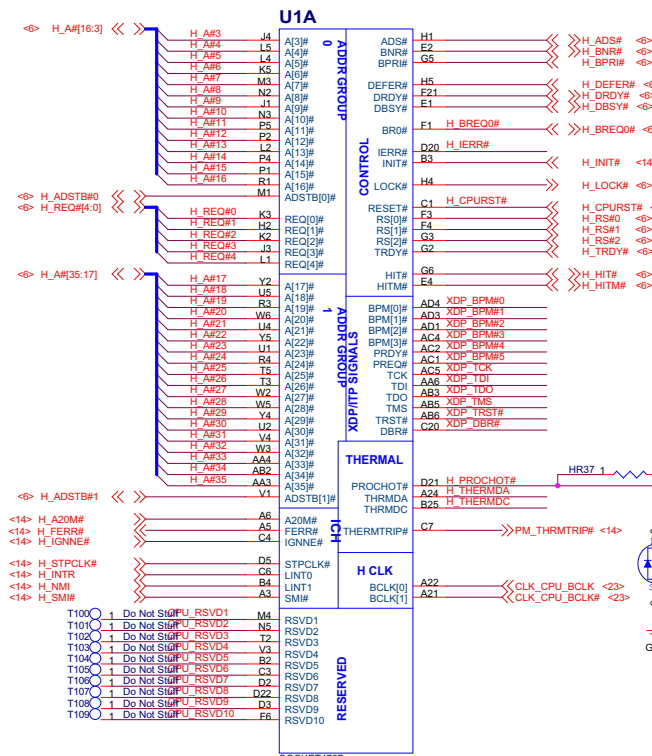 U1A
<6> H_A#[16:3]
H_A#3 J4 A[3]#
H_A#4 L5 A[4]#
H_A#5 L4 A[5]#
H_A#6 K5 A[6]#
H_A#7 M3 A[7]#
H_A#8 N2 A[8]#
H_A#9 J1 A[9]#
H_A#10 N3 A[10]#
H_A#11 P5 A[11]#
H_A#12 P2 A[12]#
H_A#13 L2 A[13]#
H_A#14 P4 A[14]#
H_A#15 P1 A[15]#
H_A#16 R1 A[16]#
<6> H_ADSTB#0 M1 ADSTB[0]#
<6> H_REQ#[4:0]
H_REQ#0 K3 REQ[0]#
H_REQ#1 H2 REQ[1]#
H_REQ#2 K2 REQ[2]#
H_REQ#3 J3 REQ[3]#
H_REQ#4 L1 REQ[4]#
<6> H_A#[35:17]
H_A#17 Y2 A[17]#
H_A#18 U5 A[18]#
H_A#19 R3 A[19]#
H_A#20 W6 A[20]#
H_A#21 U4 A[21]#
H_A#22 Y5 A[22]#
H_A#23 U1 A[23]#
H_A#24 R4 A[24]#
H_A#25 T5 A[25]#
H_A#26 T3 A[26]#
H_A#27 W2 A[27]#
H_A#28 W5 A[28]#
H_A#29 Y4 A[29]#
H_A#30 U2 A[30]#
H_A#31 V4 A[31]#
H_A#32 W3 A[32]#
H_A#33 AA4 A[33]#
H_A#34 AB2 A[34]#
H_A#35 AA3 A[35]#
<6> H_ADSTB#1 V1 ADSTB[1]#
<14> H_A20M# A6 A20M#
<14> H_FERR# A5 FERR#
<14> H_IGNNE# C4 IGNNE#
<14> H_STPCLK# D5 STPCLK#
<14> H_INTR C6 LINT0
<14> H_NMI B4 LINT1
<14> H_SMI# A3 SMI#
T100 1 Do Not Stuff CPU_RSVD1 M4 RSVD1
T101 1 Do Not Stuff CPU_RSVD2 N5 RSVD2
T102 1 Do Not Stuff CPU_RSVD3 T2 RSVD3
T103 1 Do Not Stuff CPU_RSVD4 V3 RSVD4
T104 1 Do Not Stuff CPU_RSVD5 B2 RSVD5
T105 1 Do Not Stuff CPU_RSVD6 C3 RSVD6
T106 1 Do Not Stuff CPU_RSVD7 D2 RSVD7
T107 1 Do Not Stuff CPU_RSVD8 D22 RSVD8
T108 1 Do Not Stuff CPU_RSVD9 D3 RSVD9
T109 1 Do Not Stuff CPU_RSVD10 F6 RSVD10
ADDR GROUP 0
ADDR GROUP 1
ICH
RESERVED
CONTROL
XDP/ITP SIGNALS
THERMAL
H CLK
ADS# H1 H_ADS# <6>
BNR# E2 H_BNR# <6>
BPRI# G5 H_BPRI# <6>
DEFER# H5 H_DEFER# <6>
DRDY# F21 H_DRDY# <6>
DBSY# E1 H_DBSY# <6>
BR0# F1 H_BREQ0# H_BREQ0# <6
IERR# D20 H_IERR#
INIT# B3 H_INIT# <14
LOCK# H4 H_LOCK# <6>
RESET# C1 H_CPURST# H_CPURST# <
RS[0]# F3 H_RS#0 <6>
RS[1]# F4 H_RS#1 <6>
RS[2]# G3 H_RS#2 <6>
TRDY# G2 H_TRDY# <6>
HIT# G6 H_HIT# <6>
HITM# E4 H_HITM# <6>
BPM[0]# AD4 XDP_BPM#0
BPM[1]# AD3 XDP_BPM#1
BPM[2]# AD1 XDP_BPM#2
BPM[3]# AC4 XDP_BPM#3
PRDY# AC2 XDP_BPM#4
PREQ# AC1 XDP_BPM#5
TCK AC5 XDP_TCK
TDI AA6 XDP_TDI
TDO AB3 XDP_TDO
TMS AB5 XDP_TMS
TRST# AB6 XDP_TRST#
DBR# C20 XDP_DBR#
PROCHOT# D21 H_PROCHOT# HR37 1
THRMDA A24 H_THERMDA
THRMDC B25 H_THERMDC
THERMTRIP# C7 PM_THRMTRIP# <14>
BCLK[0] A22 CLK_CPU_BCLK <23>
BCLK[1] A21 CLK_CPU_BCLK# <23>
G